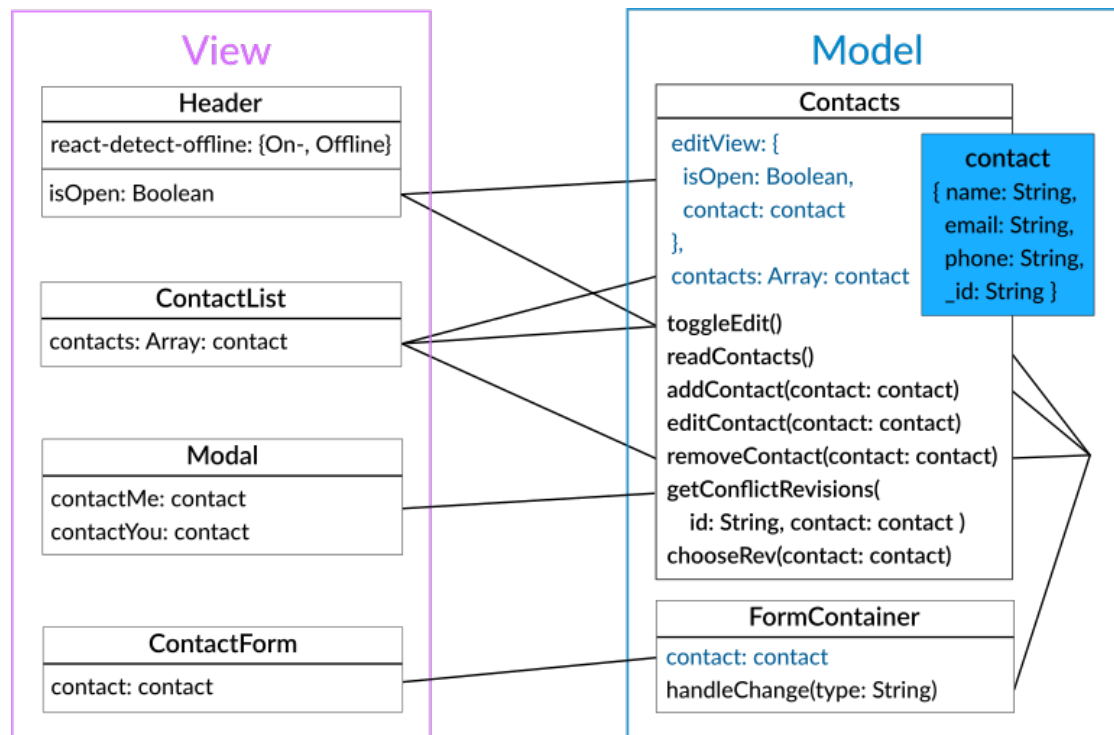 View
Header
react-detect-offline: {On-, Offline}
isOpen: Boolean
ContactList
contacts: Array: contact
Modal
contactMe: contact
contactYou: contact
ContactForm
contact: contact
Model
Contacts
editView: {
isOpen: Boolean,
contact: contact
},
contacts: Array: contact
toggleEdit()
readContacts()
addContact(contact: contact)
editContact(contact: contact)
removeContact(contact: contact)
getConflictRevisions(
id: String, contact: contact )
chooseRev(contact: contact)
contact
{ name: String,
email: String,
phone: String,
_id: String }
FormContainer
contact: contact
handleChange(type: String)